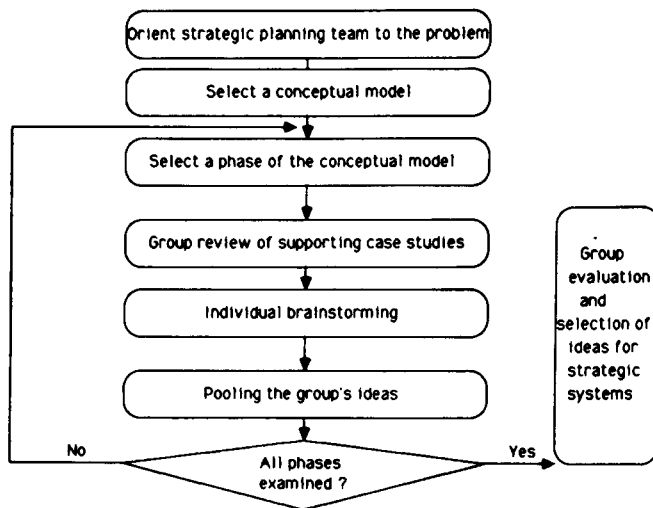 Orient strategic planning team to the problem
Select a conceptual model
Select a phase of the conceptual model
Group review of supporting case studies
Individual brainstorming
Pooling the group's ideas
All phases
examined ?
No
Yes
Group
evaluation
and
selection of
ideas for
strategic
systems